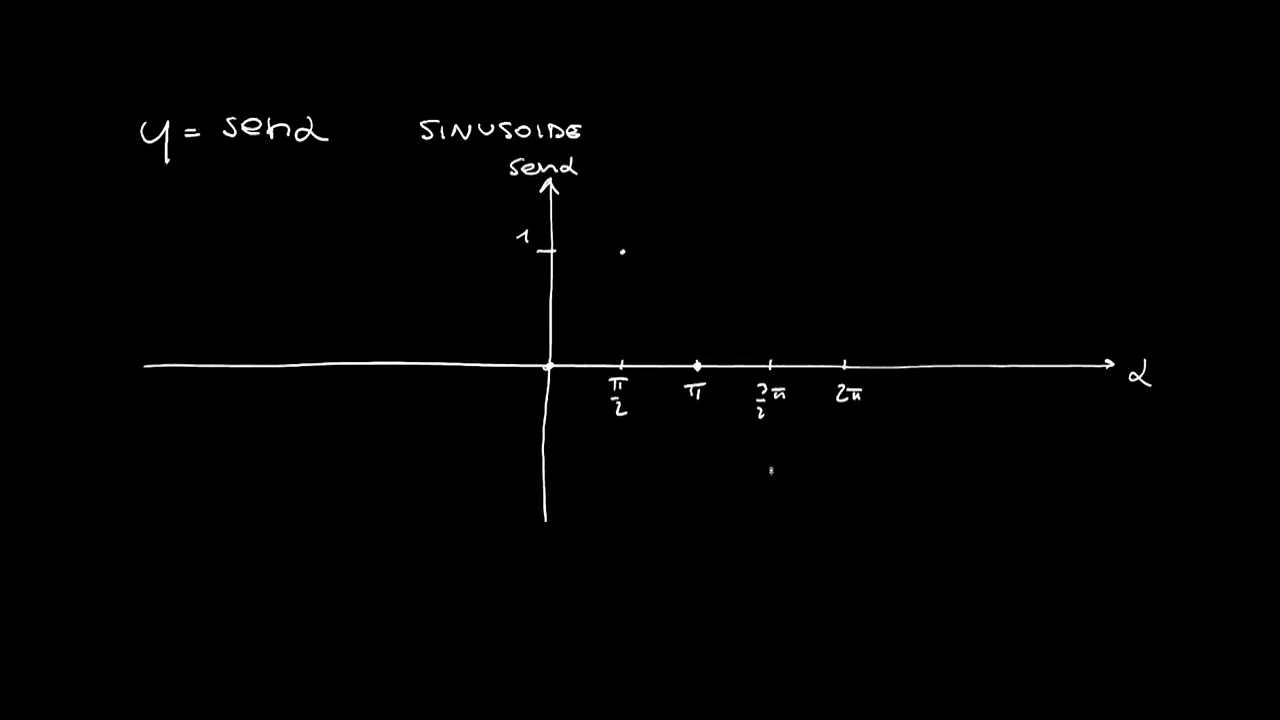 y = senα SINUSOIDE
senα
1
α
π/2 π 3/2π 2π